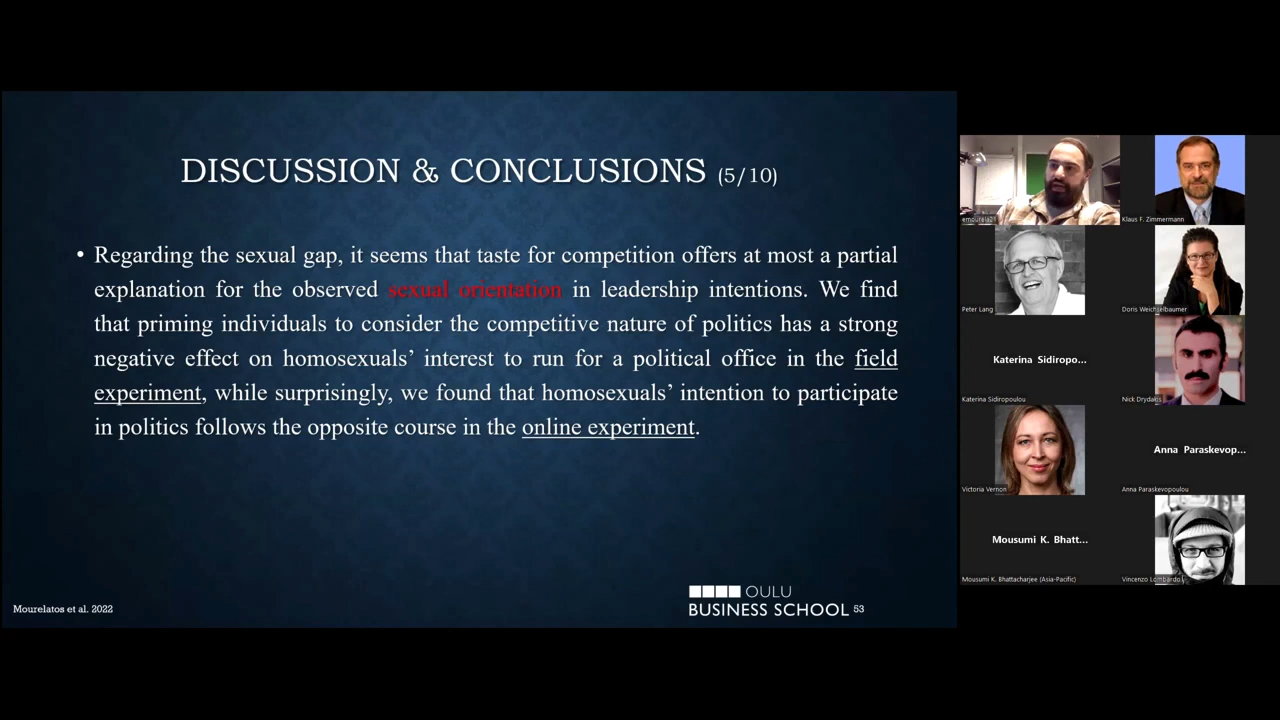 DISCUSSION & CONCLUSIONS (5/10)
• Regarding the sexual gap, it seems that taste for competition offers at most a partial
explanation for the observed sexual orientation in leadership intentions. We find
that priming individuals to consider the competitive nature of politics has a strong
negative effect on homosexuals’ interest to run for a political office in the field
experiment, while surprisingly, we found that homosexuals’ intention to participate
in politics follows the opposite course in the online experiment.
Mourelatos et al. 2022
OULU
BUSINESS SCHOOL 53
emourela21
Klaus F. Zimmermann
Peter Lang
Doris Weichselbaumer
Katerina Sidiropo...
Katerina Sidiropoulou
Nick Drydakis
Victoria Vernon
Anna Paraskevop...
Anna Paraskevopoulou
Mousumi K. Bhatt...
Mousumi K. Bhattacharjee (Asia-Pacific)
Vincenzo Lombardo